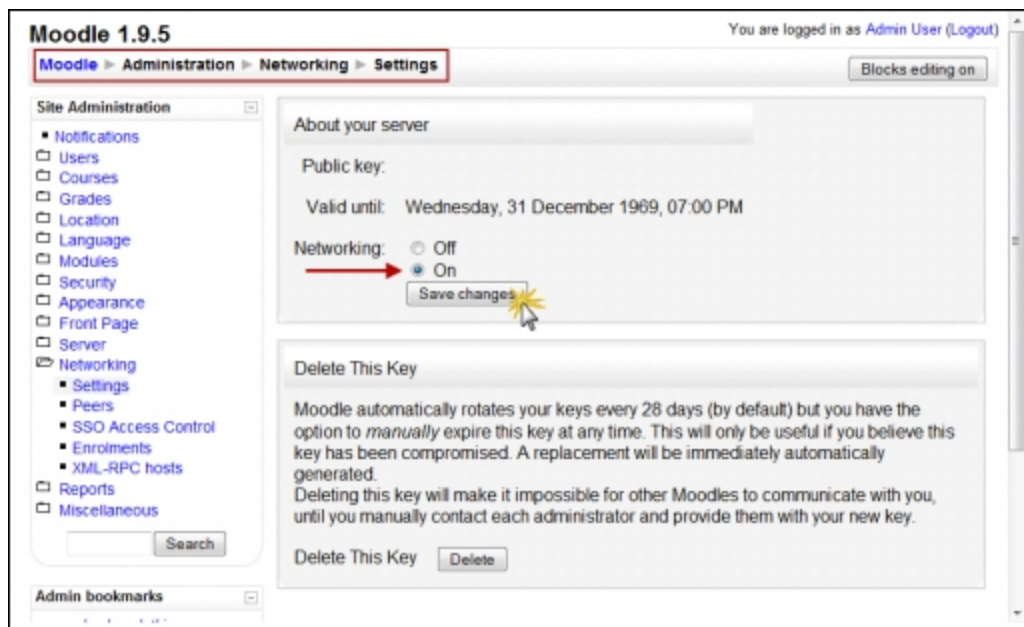 Moodle 1.9.5
You are logged in as Admin User (Logout)
Moodle ► Administration ► Networking ► Settings
Blocks editing on
Site Administration
Notifications
Users
Courses
Grades
Location
Language
Modules
Security
Appearance
Front Page
Server
Networking
Settings
Peers
SSO Access Control
Enrolments
XML-RPC hosts
Reports
Miscellaneous
Search
Admin bookmarks
About your server
Public key:
Valid until: Wednesday, 31 December 1969, 07:00 PM
Networking: Off
On
Save changes
Delete This Key
Moodle automatically rotates your keys every 28 days (by default) but you have the
option to manually expire this key at any time. This will only be useful if you believe this
key has been compromised. A replacement will be immediately automatically
generated.
Deleting this key will make it impossible for other Moodles to communicate with you,
until you manually contact each administrator and provide them with your new key.
Delete This Key Delete